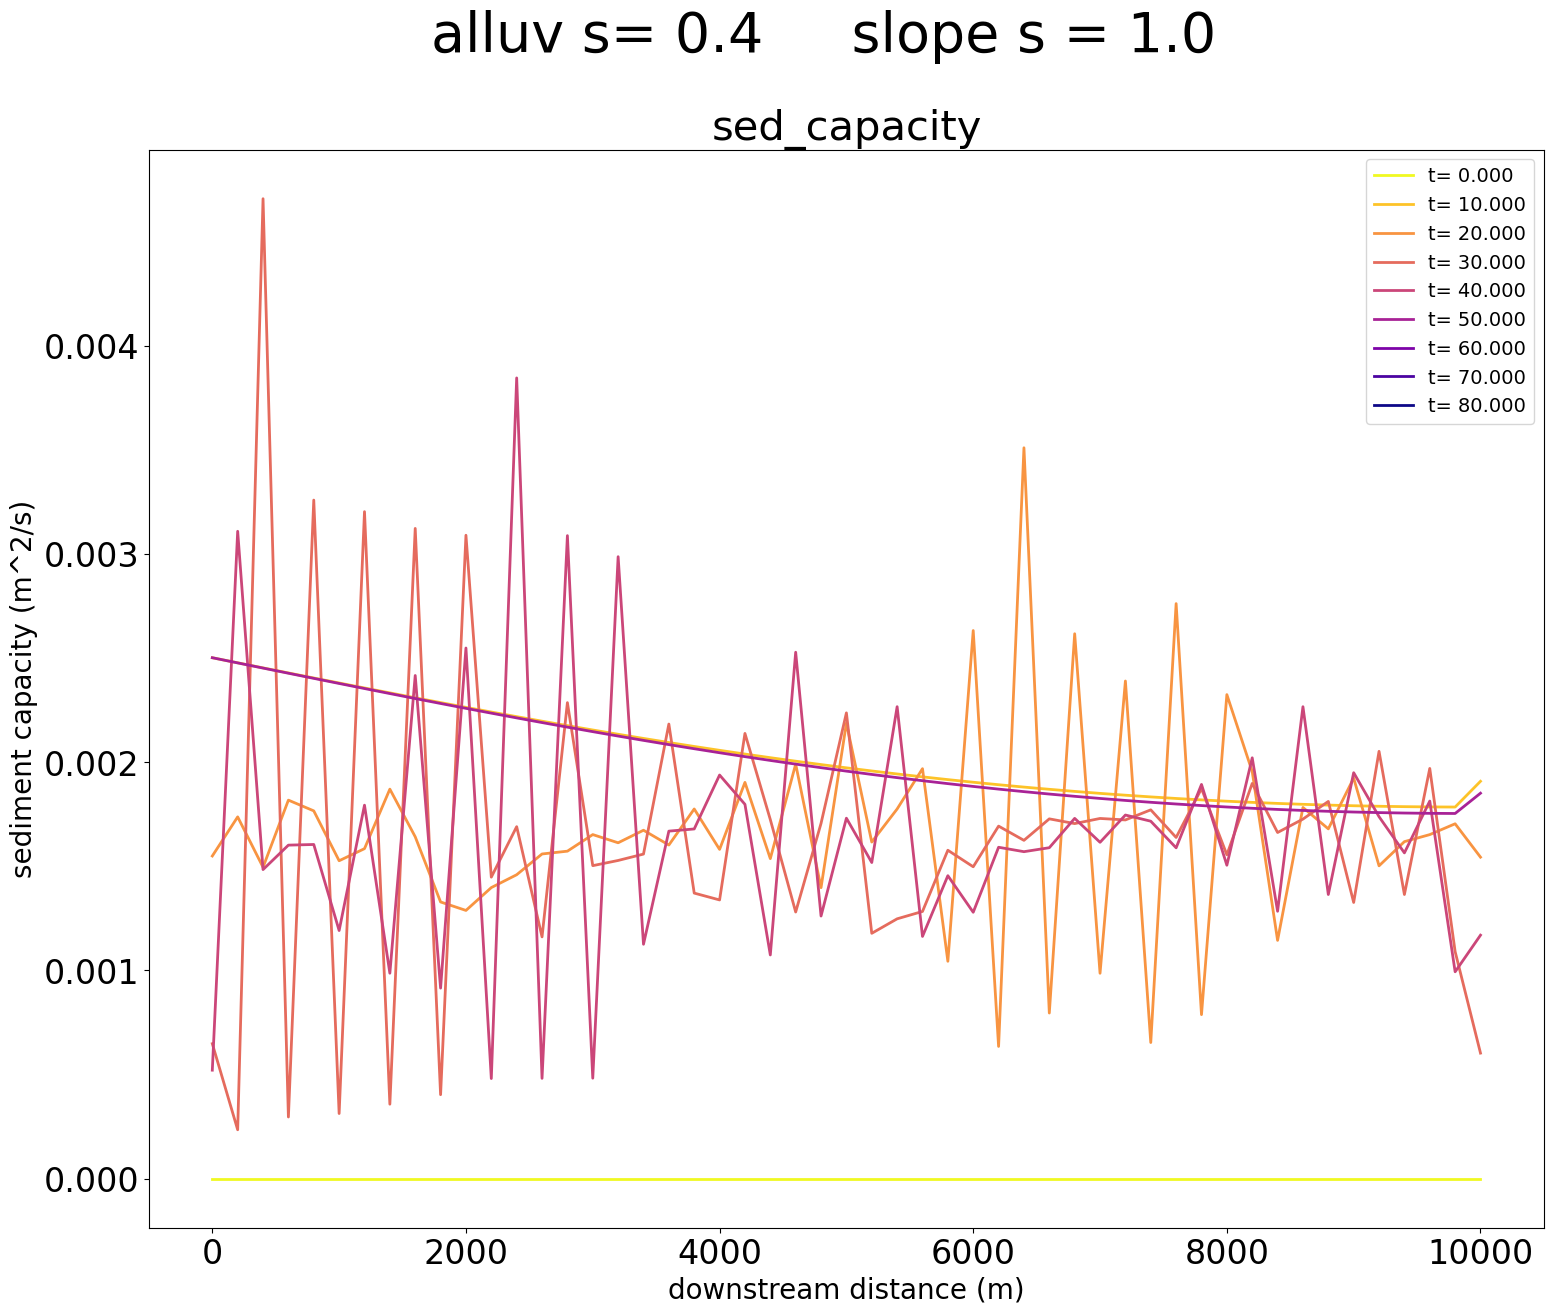 alluv s= 0.4 slope s = 1.0
sed_capacity
t= 0.000
t= 10.000
t= 20.000
t= 30.000
t= 40.000
t= 50.000
t= 60.000
t= 70.000
t= 80.000
sediment capacity (m^2/s)
0.004
0.003
0.002
0.001
0.000
0 2000 4000 6000 8000 10000
downstream distance (m)